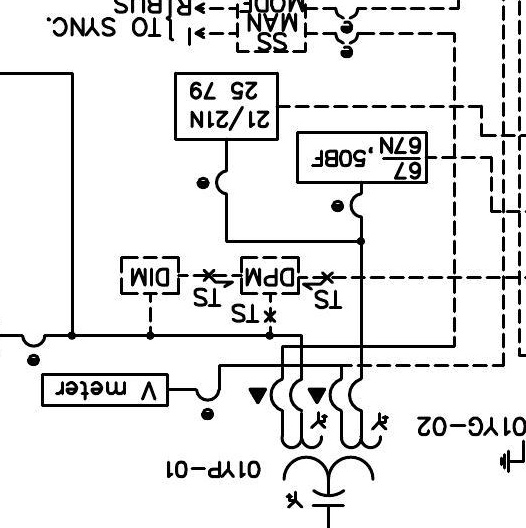 01YP-01
01YG-02
V meter
TS
TS
TS
DPM
DIM
67
67N, 50BF
21/21N
25 79
SS
MAN
MODE
TO SYNC.
R BUS